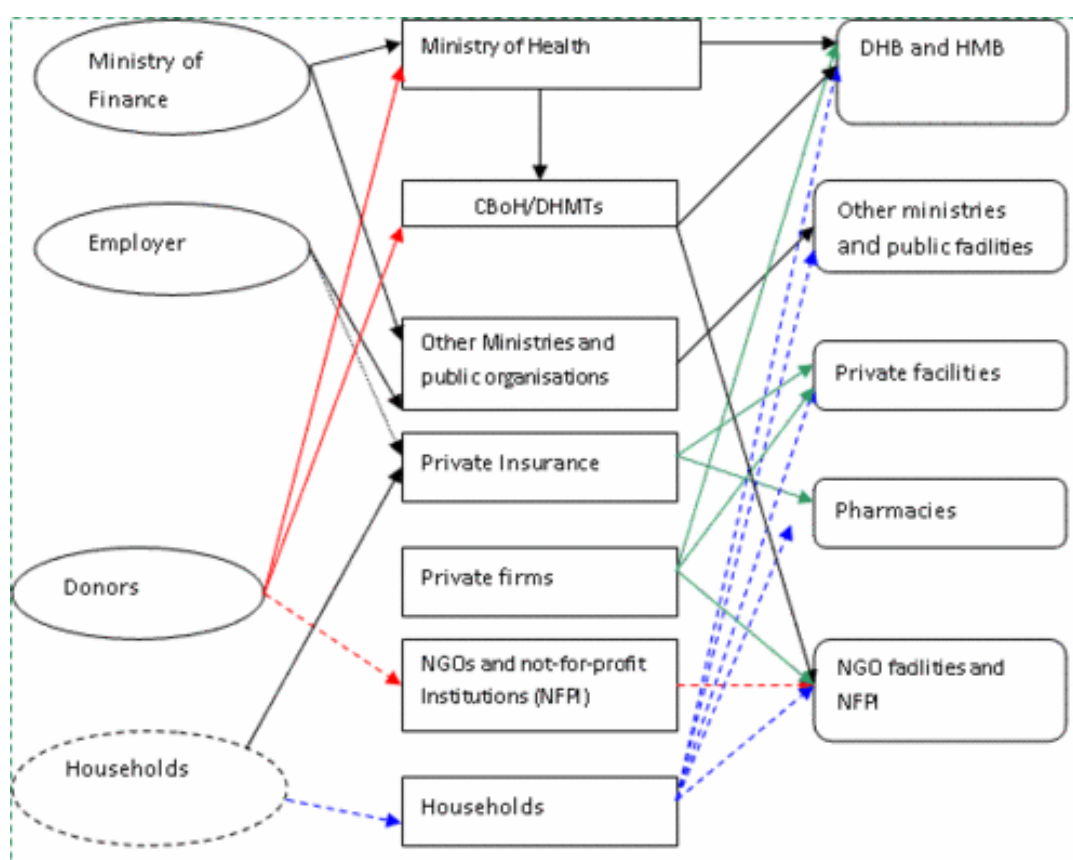 Ministry of
Finance
Employer
Donors
Households
Ministry of Health
CBoH/DHMTs
Other Ministries and
public organisations
Private Insurance
Private firms
NGOs and not-for-profit
Institutions (NFPI)
Households
DHB and HMB
Other ministries
and public facilities
Private facilities
Pharmacies
NGO facilities and
NFPI